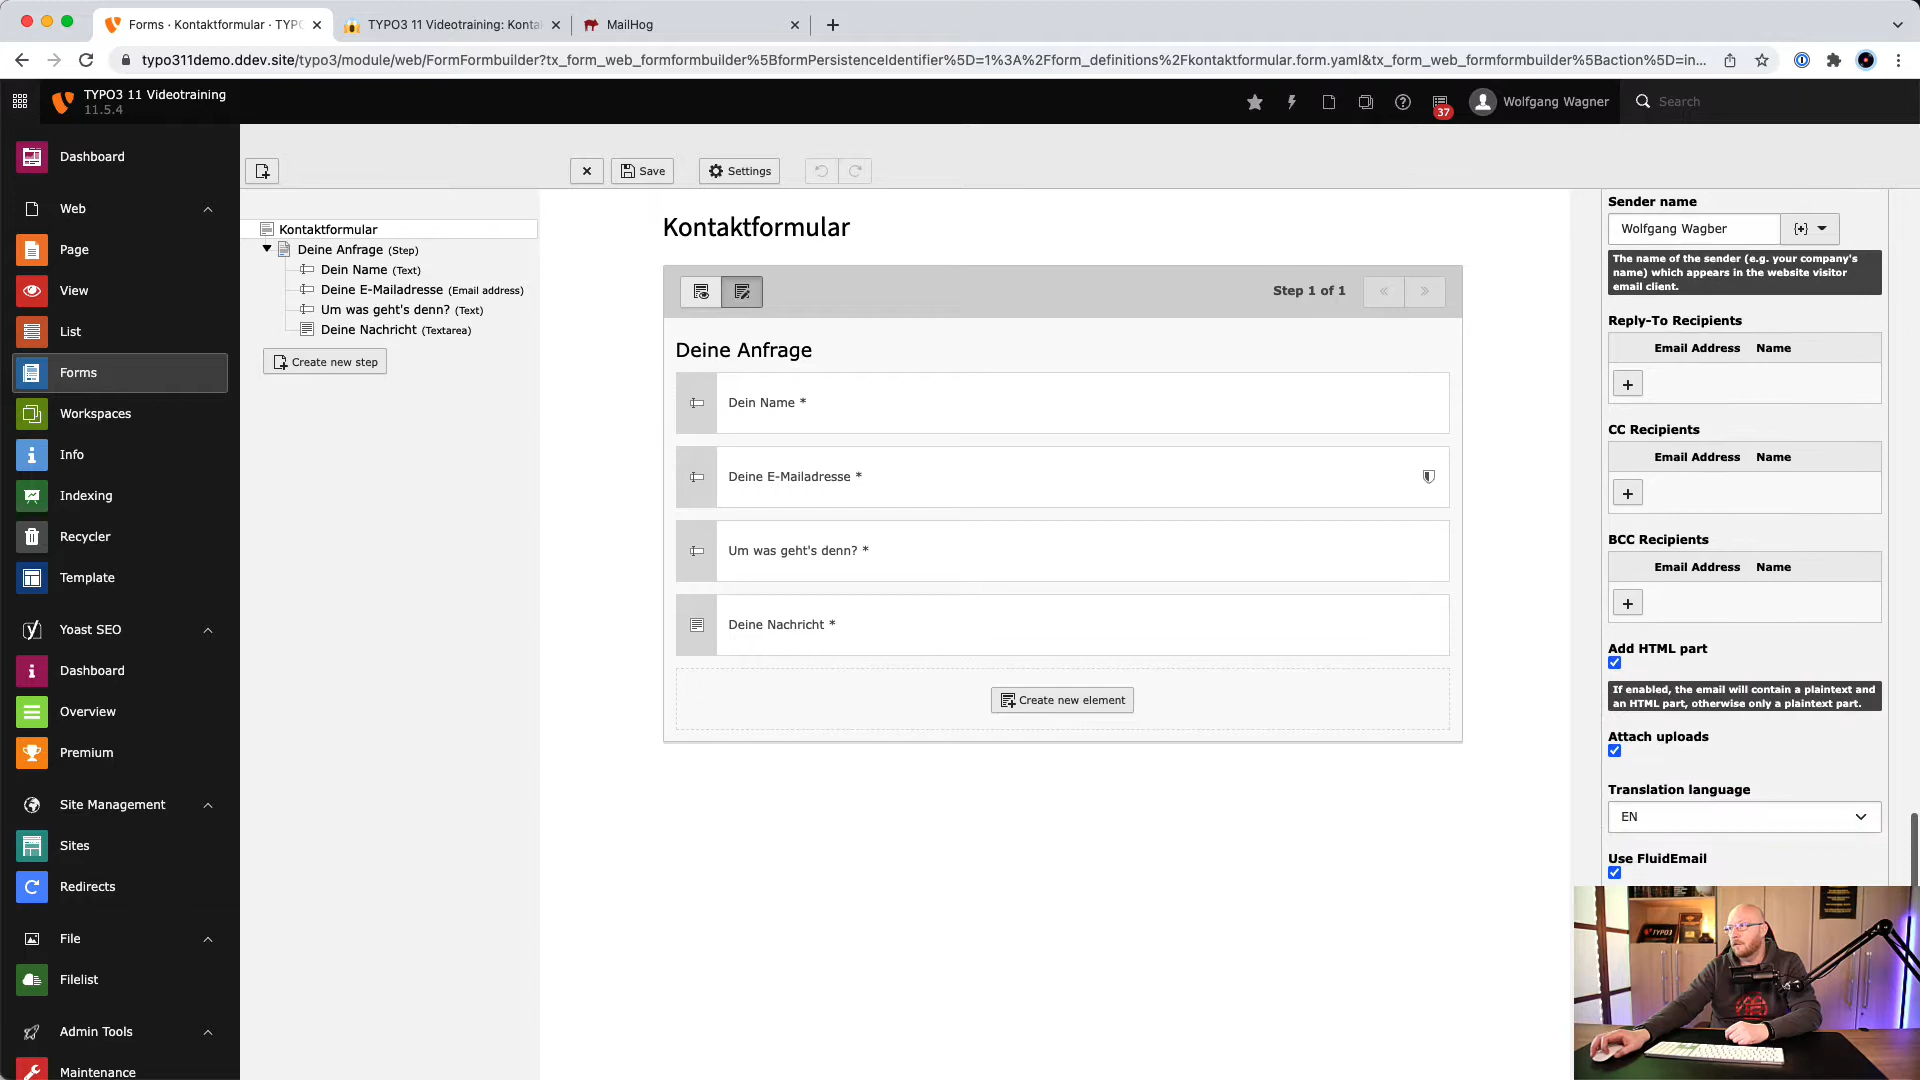 Forms · Kontaktformular · TYPO
TYPO3 11 Videotraining: Konta
MailHog
typo311demo.ddev.site/typo3/module/web/FormFormbuilder?tx_form_web_formformbuilder%5BformPersistenceIdentifier%5D=1%3A%2Fform_definitions%2Fkontaktformular.form.yaml&tx_form_web_formformbuilder%5Baction%5D=in...
TYPO3 11 Videotraining
11.5.4
37
Wolfgang Wagner
Search
Dashboard
Web
Page
View
List
Forms
Workspaces
Info
Indexing
Recycler
Template
Yoast SEO
Dashboard
Overview
Premium
Site Management
Sites
Redirects
File
Filelist
Admin Tools
Maintenance
Save
Settings
Kontaktformular
Deine Anfrage (Step)
Dein Name (Text)
Deine E-Mailadresse (Email address)
Um was geht's denn? (Text)
Deine Nachricht (Textarea)
Create new step
Kontaktformular
Step 1 of 1
Deine Anfrage
Dein Name *
Deine E-Mailadresse *
Um was geht's denn? *
Deine Nachricht *
Create new element
Sender name
Wolfgang Wagber
{+}
The name of the sender (e.g. your company's
name) which appears in the website visitor
email client.
Reply-To Recipients
Email Address Name
CC Recipients
Email Address Name
BCC Recipients
Email Address Name
Add HTML part
If enabled, the email will contain a plaintext and
an HTML part, otherwise only a plaintext part.
Attach uploads
Translation language
EN
Use FluidEmail
TYPO3